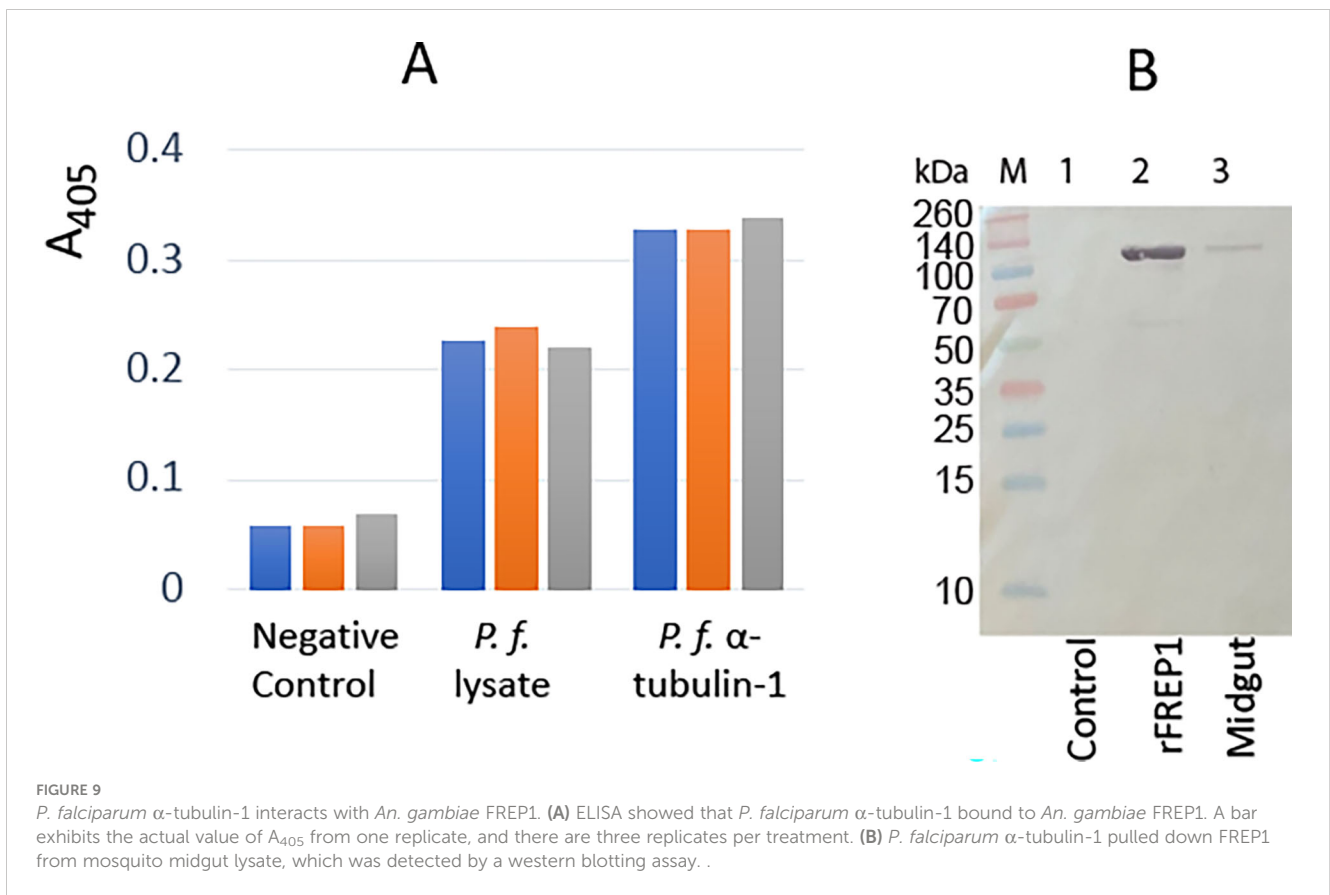 A
A405
0.4
0.3
0.2
0.1
0
Negative
Control
P. f.
lysate
P. f. α-
tubulin-1
B
kDa M 1 2 3
260
140
100
70
50
35
25
15
10
Control
rFREP1
Midgut
FIGURE 9
P. falciparum α-tubulin-1 interacts with An. gambiae FREP1. (A) ELISA showed that P. falciparum α-tubulin-1 bound to An. gambiae FREP1. A bar
exhibits the actual value of A405 from one replicate, and there are three replicates per treatment. (B) P. falciparum α-tubulin-1 pulled down FREP1
from mosquito midgut lysate, which was detected by a western blotting assay. .